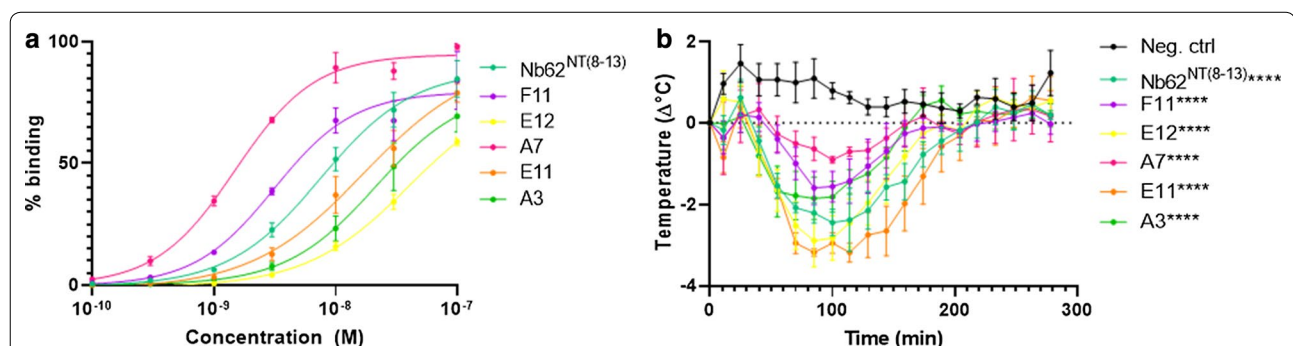 a
100
50
0
% binding
10-10
10-9
10-8
10-7
Concentration (M)
Nb62NT(8-13)
F11
E12
A7
E11
A3
b
2
0
-2
-4
Temperature (Δ°C)
0
100
200
300
Time (min)
Neg. ctrl
Nb62NT(8-13)****
F11****
E12****
A7****
E11****
A3****